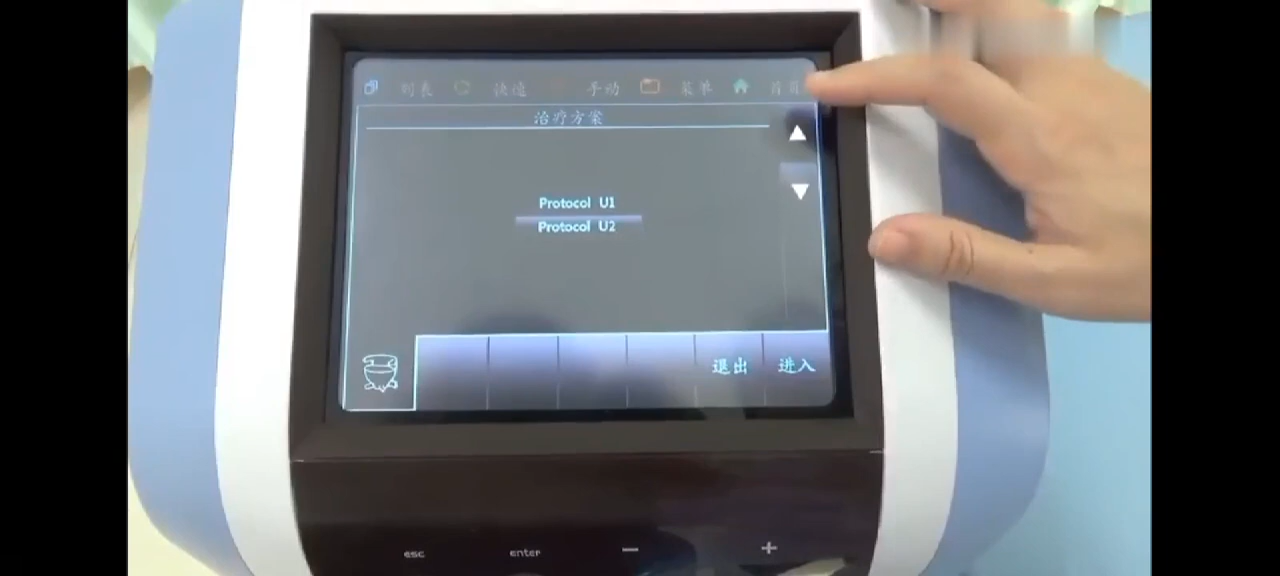 列表 快速 手动 菜单 首页
治疗方案
Protocol U1
Protocol U2
退出 进入
esc enter − +